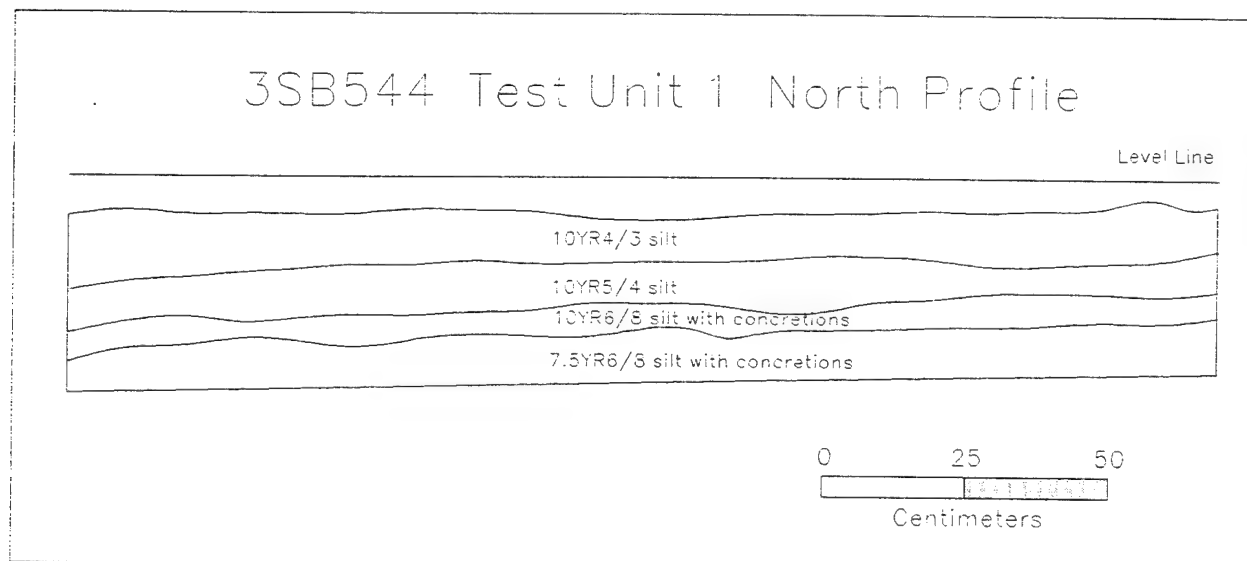 3SB544 Test Unit 1 North Profile
Level Line
10YR4/3 silt
10YR5/4 silt
10YR6/8 silt with concretions
7.5YR6/8 silt with concretions
0 25 50
Centimeters